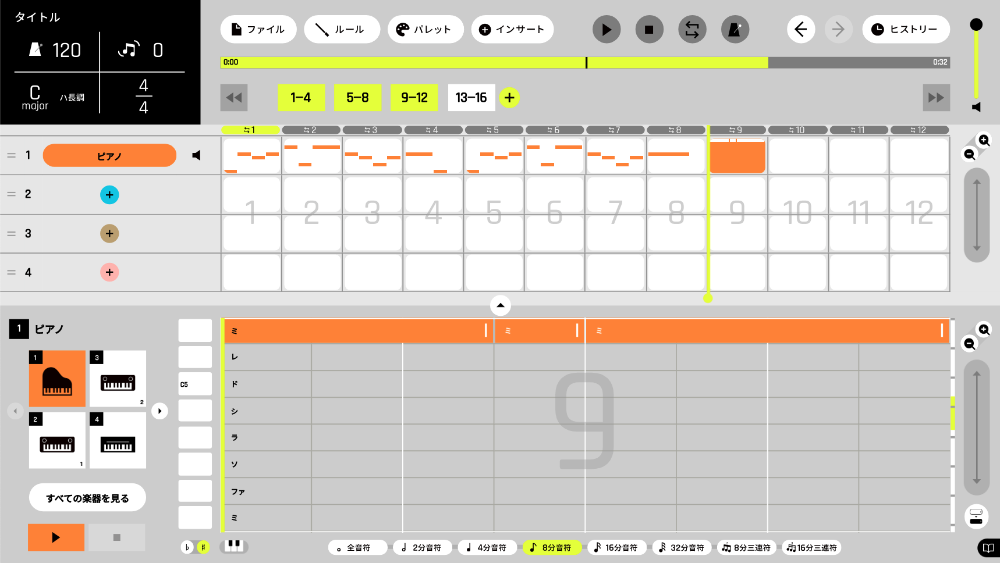 タイトル
120
0
C
major
ハ長調
4
4
ファイル
ルール
パレット
インサート
ヒストリー
0:00
0:32
1−4
5−8
9−12
13−16
1
2
3
4
5
6
7
8
9
10
11
12
1
ピアノ
2
3
4
1
2
3
4
5
6
7
8
9
10
11
12
1
ピアノ
1
3
2
2
1
4
すべての楽器を見る
C5
♭
♯
ミ
ミ
ミ
レ
ド
シ
ラ
ソ
ファ
ミ
9
全音符
2分音符
4分音符
8分音符
16分音符
32分音符
8分三連符
16分三連符